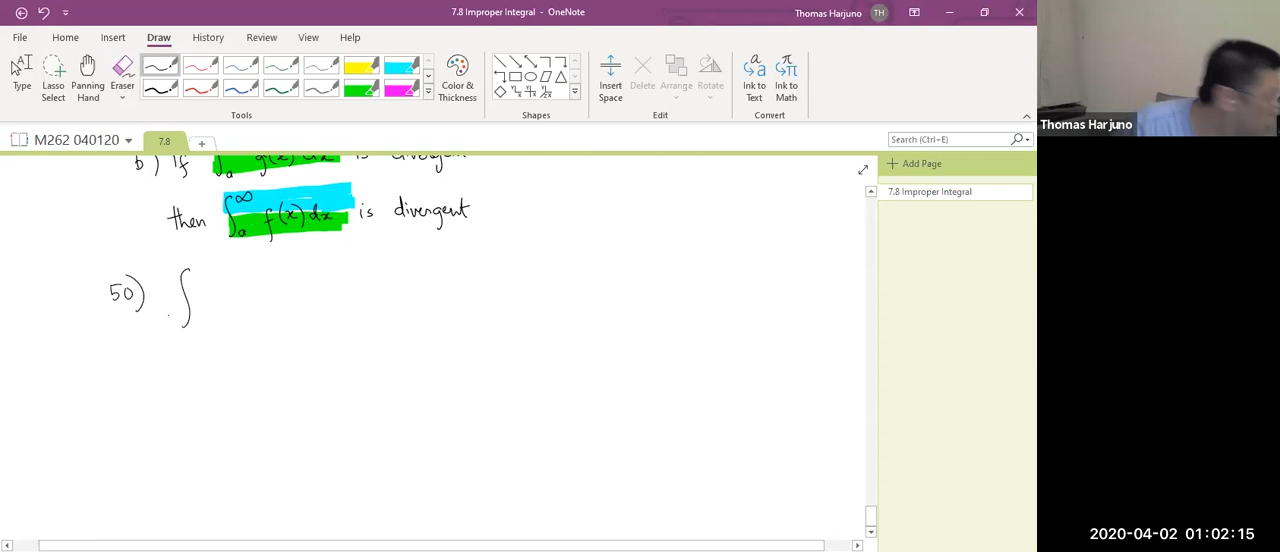 7.8 Improper Integral - OneNote
Thomas Harjuno
TH
File Home Insert Draw History Review View Help
Type
Lasso Select
Panning Hand
Eraser
Color & Thickness
Insert Space
Delete
Arrange
Rotate
Ink to Text
Ink to Math
Tools
Shapes
Edit
Convert
Thomas Harjuno
M262 040120
7.8
Search (Ctrl+E)
Add Page
7.8 Improper Integral
b) If ∫a g(x) dx is divergent
then ∫a^∞ f(x) dx is divergent
50) ∫
2020-04-02 01:02:15